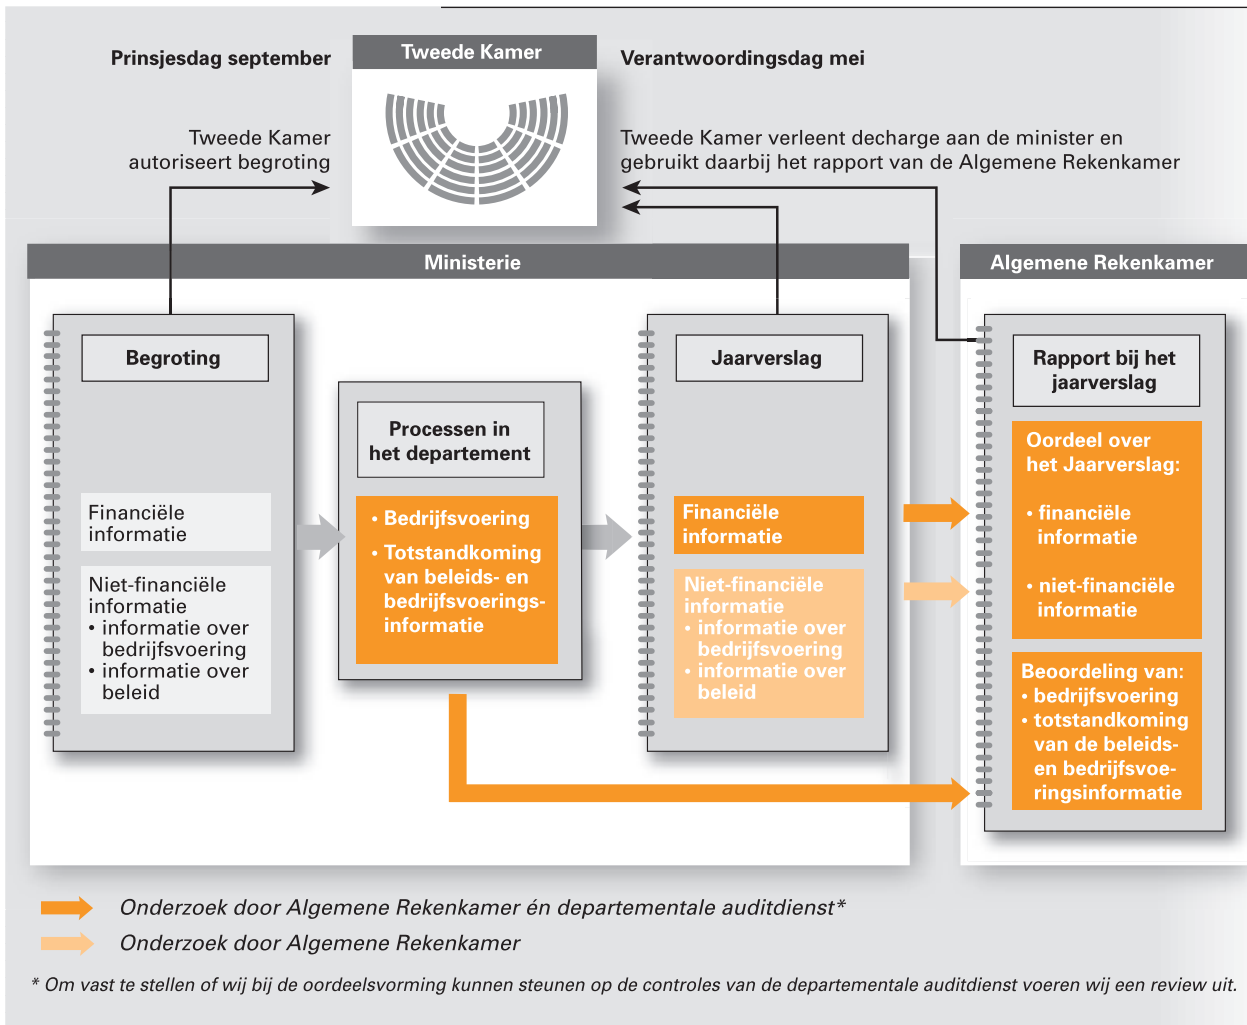 Prinsjesdag september
Tweede Kamer
Verantwoordingsdag mei
Tweede Kamer
autoriseert begroting
Tweede Kamer verleent decharge aan de minister en
gebruikt daarbij het rapport van de Algemene Rekenkamer
Ministerie
Algemene Rekenkamer
Begroting
Financiële
informatie
Niet-financiële
informatie
• informatie over
bedrijfsvoering
• informatie over
beleid
Processen in
het departement
• Bedrijfsvoering
• Totstandkoming
van beleids- en
bedrijfsvoerings-
informatie
Jaarverslag
Financiële
informatie
Niet-financiële
informatie
• informatie over
bedrijfsvoering
• informatie over
beleid
Rapport bij het
jaarverslag
Oordeel over
het Jaarverslag:
• financiële
informatie
• niet-financiële
informatie
Beoordeling van:
• bedrijfsvoering
• totstandkoming
van de beleids-
en bedrijfsvoe-
ringsinformatie
Onderzoek door Algemene Rekenkamer én departementale auditdienst*
Onderzoek door Algemene Rekenkamer
* Om vast te stellen of wij bij de oordeelsvorming kunnen steunen op de controles van de departementale auditdienst voeren wij een review uit.